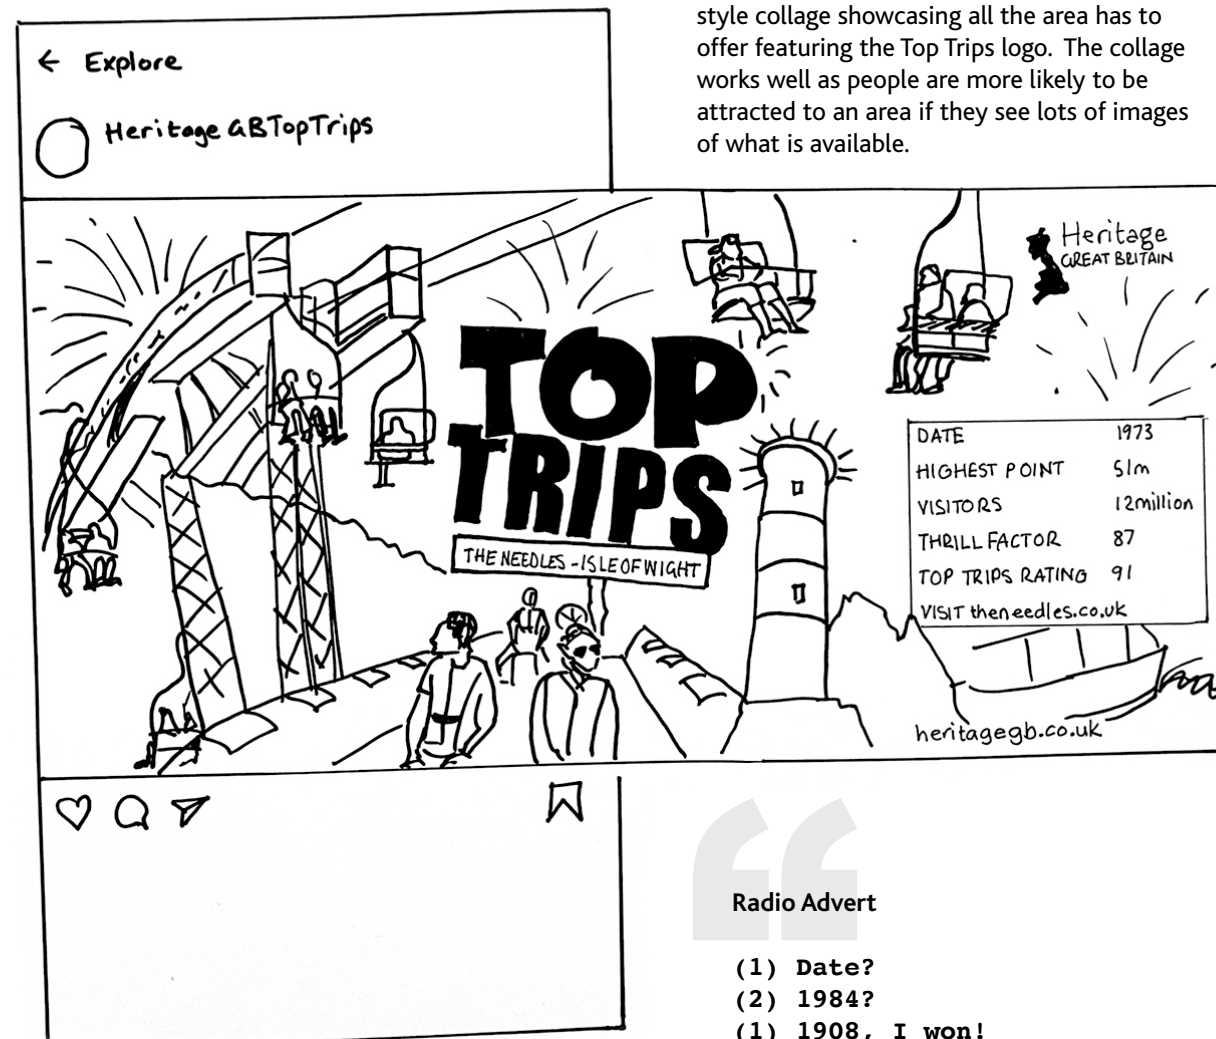 ← Explore
HeritageGBTopTrips
style collage showcasing all the area has to
offer featuring the Top Trips logo.  The collage
works well as people are more likely to be
attracted to an area if they see lots of images
of what is available.
Heritage
GREAT BRITAIN
TOP
TRIPS
THE NEEDLES - ISLE OF WIGHT
DATE 1973
HIGHEST POINT 51m
VISITORS 12million
THRILL FACTOR 87
TOP TRIPS RATING 91
VISIT theneedles.co.uk
heritagegb.co.uk
“
Radio Advert
(1) Date?
(2) 1984?
(1) 1908, I won!